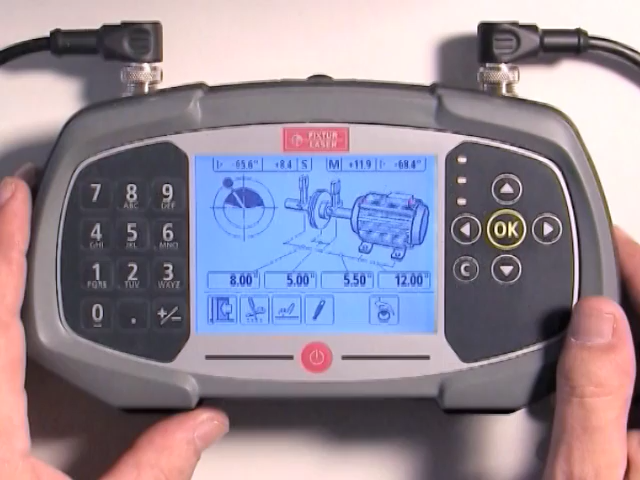 FIXTUR
LASER
-65.6° +8.4 S M +11.9 -69.4°
8.00" 5.00" 5.50" 12.00"
7 8 ABC 9 DEF
4 GHI 5 JKL 6 MNO
1 PQRS 2 TUV 3 WXYZ
0 . +/-
OK
C